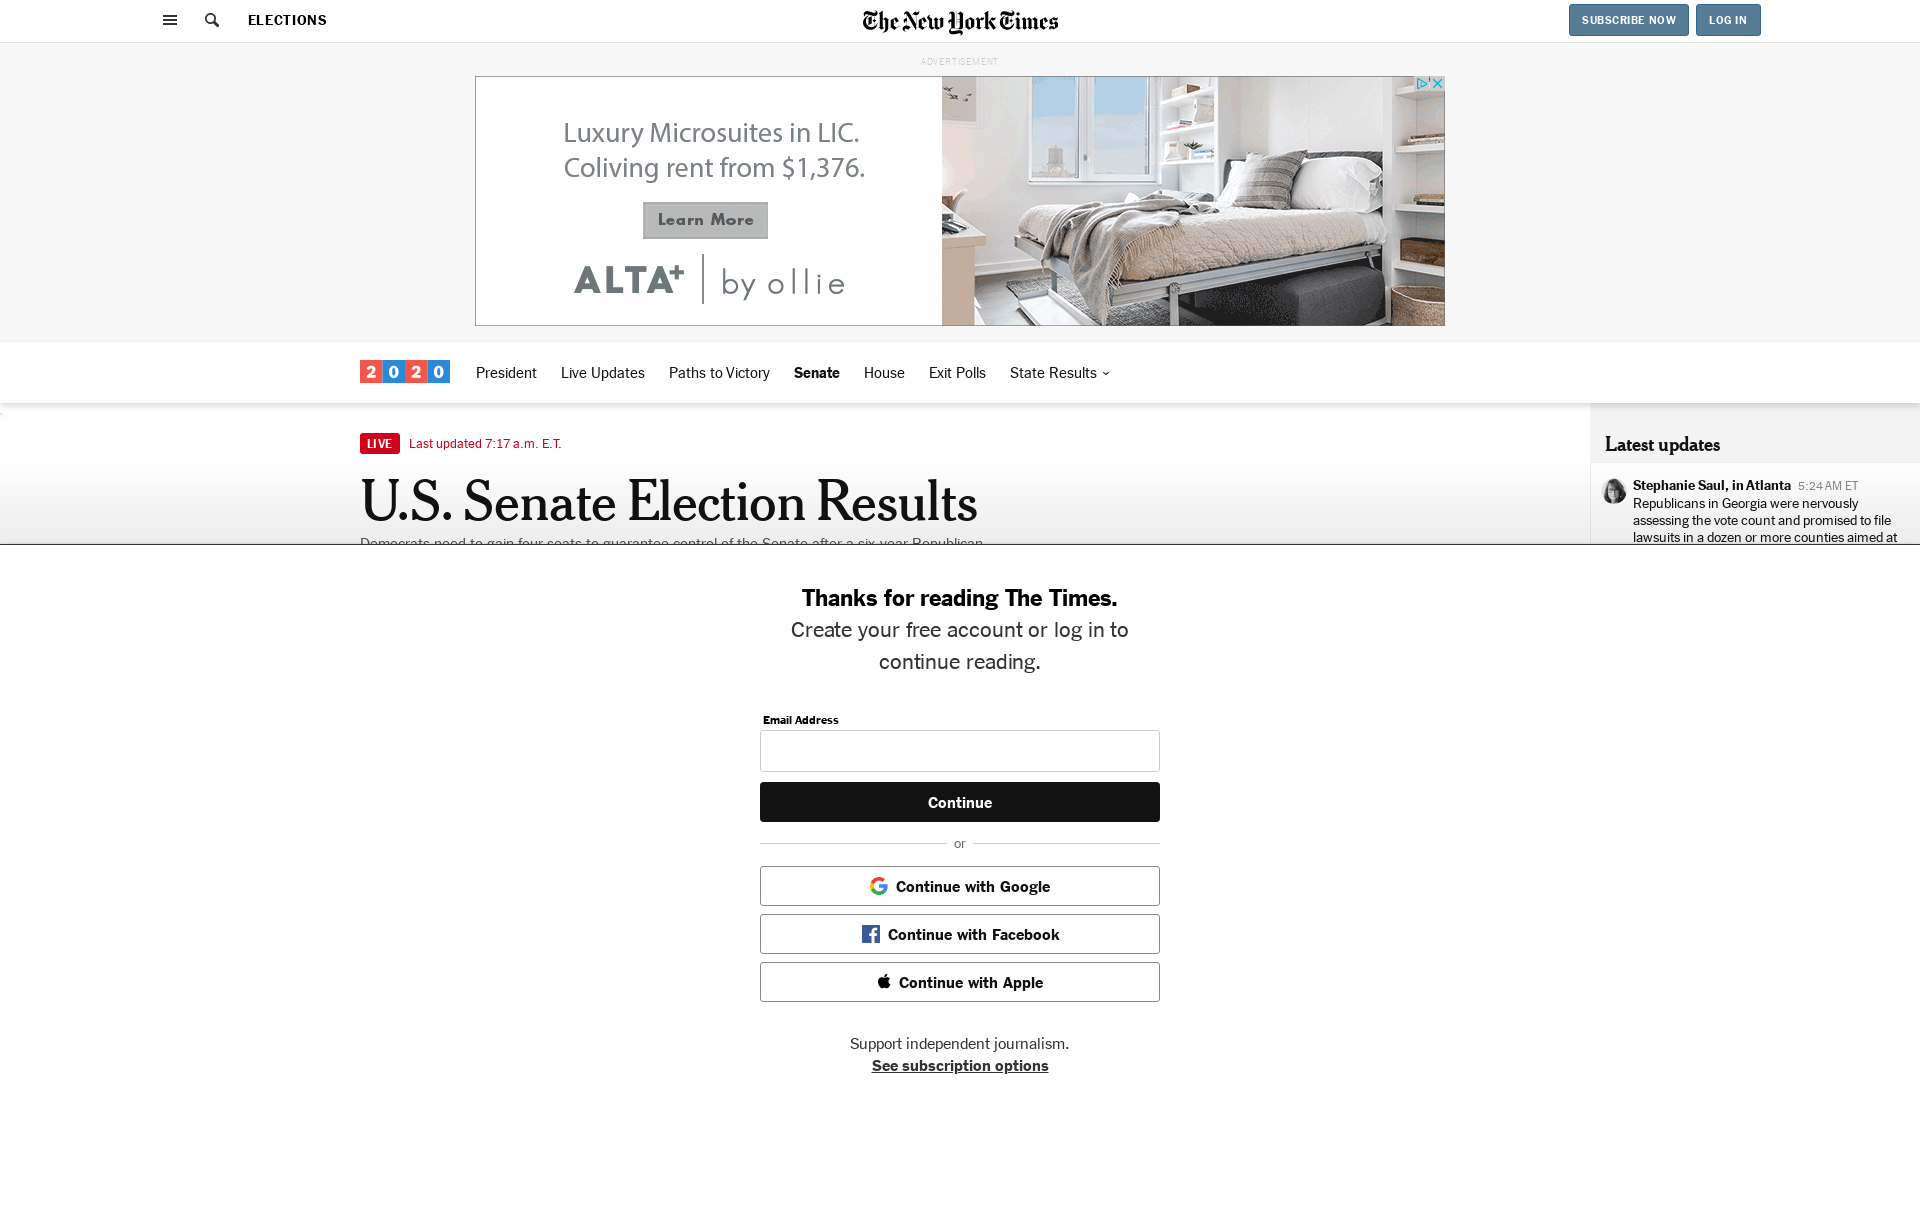 ELECTIONS
The New York Times
SUBSCRIBE NOW
LOG IN
ADVERTISEMENT
Luxury Microsuites in LIC.
Coliving rent from $1,376.
Learn More
ALTA+ | by ollie
2020
President
Live Updates
Paths to Victory
Senate
House
Exit Polls
State Results
LIVE
Last updated 7:17 a.m. E.T.
U.S. Senate Election Results
Democrats need to gain four seats to guarantee control of the Senate after a six-year Republican
Latest updates
Stephanie Saul, in Atlanta 5:24 AM ET
Republicans in Georgia were nervously
assessing the vote count and promised to file
lawsuits in a dozen or more counties aimed at
Thanks for reading The Times.
Create your free account or log in to
continue reading.
Email Address
Continue
or
Continue with Google
Continue with Facebook
Continue with Apple
Support independent journalism.
See subscription options